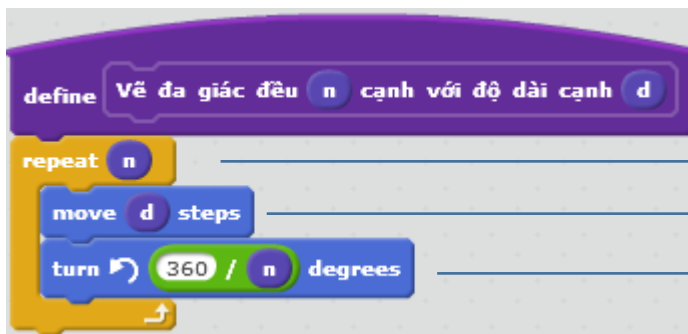 define Vẽ đa giác đều n cạnh với độ dài cạnh d
repeat n
move d steps
turn 360 / n degrees